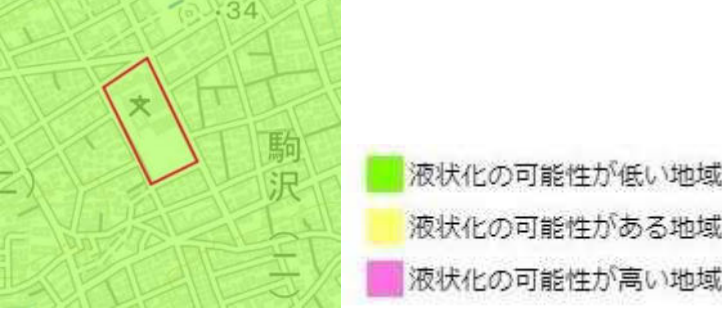 ・34
駒沢(二)
二)
液状化の可能性が低い地域
液状化の可能性がある地域
液状化の可能性が高い地域